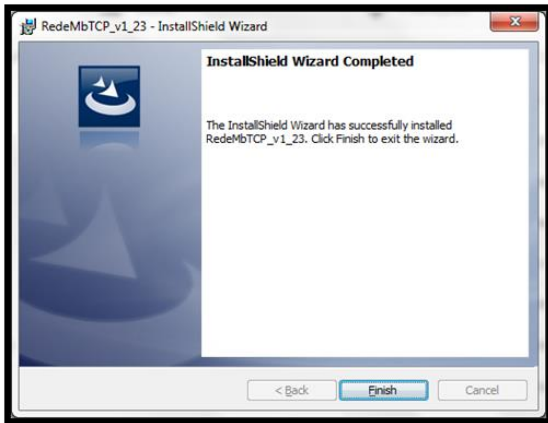 RedeMbTCP_v1_23 - InstallShield Wizard
InstallShield Wizard Completed
The InstallShield Wizard has successfully installed
RedeMbTCP_v1_23. Click Finish to exit the wizard.
< Back
Finish
Cancel